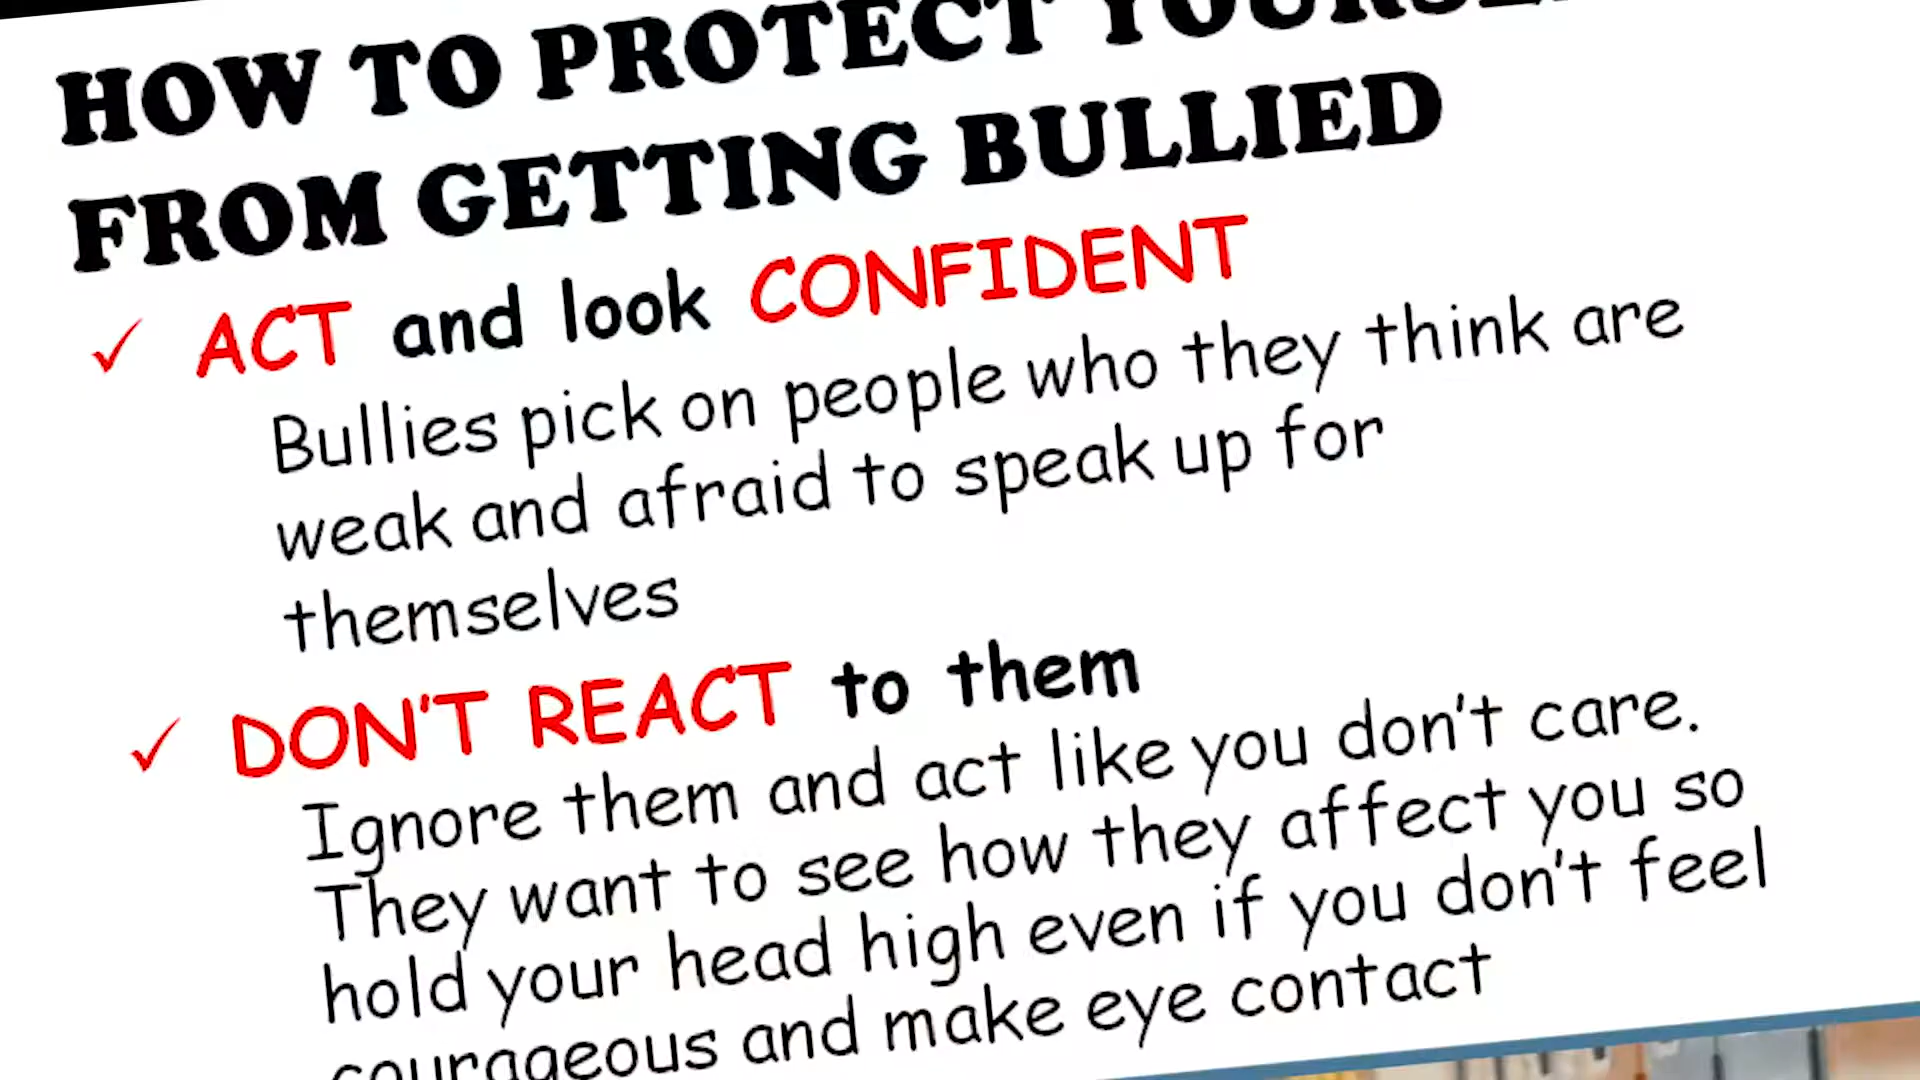 HOW TO PROTECT
FROM GETTING BULLIED
✓ ACT and look CONFIDENT
Bullies pick on people who they think are
weak and afraid to speak up for
themselves
✓ DON'T REACT to them
Ignore them and act like you don't care.
They want to see how they affect you so
hold your head high even if you don't feel
courageous and make eye contact